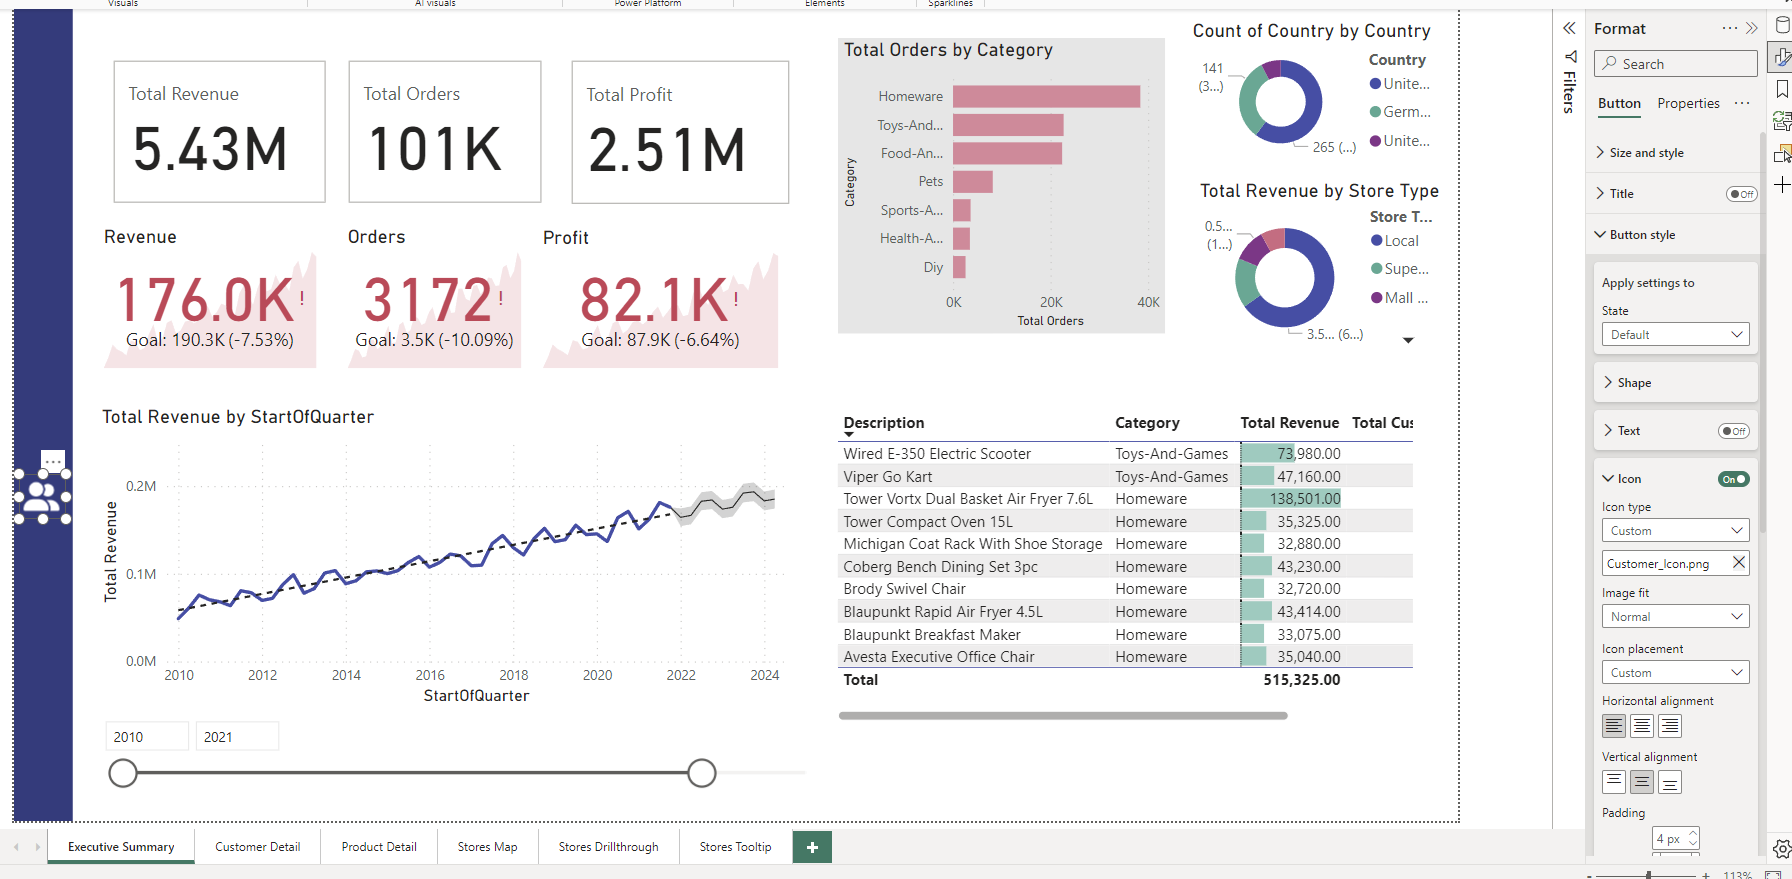 Visuals
AI visuals
Power Platform
Elements
Sparklines
Total Revenue
5.43M
Total Orders
101K
Total Profit
2.51M
Revenue
176.0K!
Goal: 190.3K (-7.53%)
Orders
3172!
Goal: 3.5K (-10.09%)
Profit
82.1K!
Goal: 87.9K (-6.64%)
Total Revenue by StartOfQuarter
Total Revenue
0.2M
0.1M
0.0M
2010 2012 2014 2016 2018 2020 2022 2024
StartOfQuarter
2010 2021
Total Orders by Category
Category
Homeware
Toys-And...
Food-An...
Pets
Sports-A...
Health-A...
Diy
0K 20K 40K
Total Orders
Count of Country by Country
141
(3...)
265 (...)
Country
Unite...
Germ...
Unite...
Total Revenue by Store Type
0.5...
(1...)
3.5... (6...)
Store T...
Local
Supe...
Mall ...
Description Category Total Revenue Total Cus
Wired E-350 Electric Scooter Toys-And-Games 73,980.00
Viper Go Kart Toys-And-Games 47,160.00
Tower Vortx Dual Basket Air Fryer 7.6L Homeware 138,501.00
Tower Compact Oven 15L Homeware 35,325.00
Michigan Coat Rack With Shoe Storage Homeware 32,880.00
Coberg Bench Dining Set 3pc Homeware 43,230.00
Brody Swivel Chair Homeware 32,720.00
Blaupunkt Rapid Air Fryer 4.5L Homeware 43,414.00
Blaupunkt Breakfast Maker Homeware 33,075.00
Avesta Executive Office Chair Homeware 35,040.00
Total 515,325.00
Executive Summary
Customer Detail
Product Detail
Stores Map
Stores Drillthrough
Stores Tooltip
Filters
Format
Search
Button Properties
Size and style
Title Off
Button style
Apply settings to
State
Default
Shape
Text Off
Icon On
Icon type
Custom
Customer_Icon.png
Image fit
Normal
Icon placement
Custom
Horizontal alignment
Vertical alignment
Padding
4 px
113%